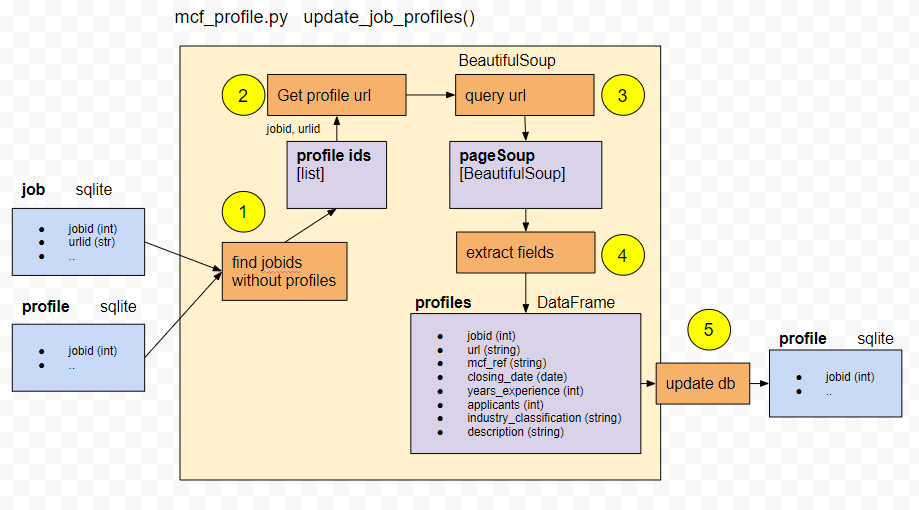 mcf_profile.py update_job_profiles()
BeautifulSoup
2
Get profile url
query url
3
jobid, urlid
profile ids
[list]
pageSoup
[BeautifulSoup]
job sqlite
jobid (int)
urlid (str)
..
1
find jobids
without profiles
extract fields
4
profile sqlite
jobid (int)
..
profiles DataFrame
jobid (int)
url (string)
mcf_ref (string)
closing_date (date)
years_experience (int)
applicants (int)
industry_classification (string)
description (string)
5
update db
profile sqlite
jobid (int)
..